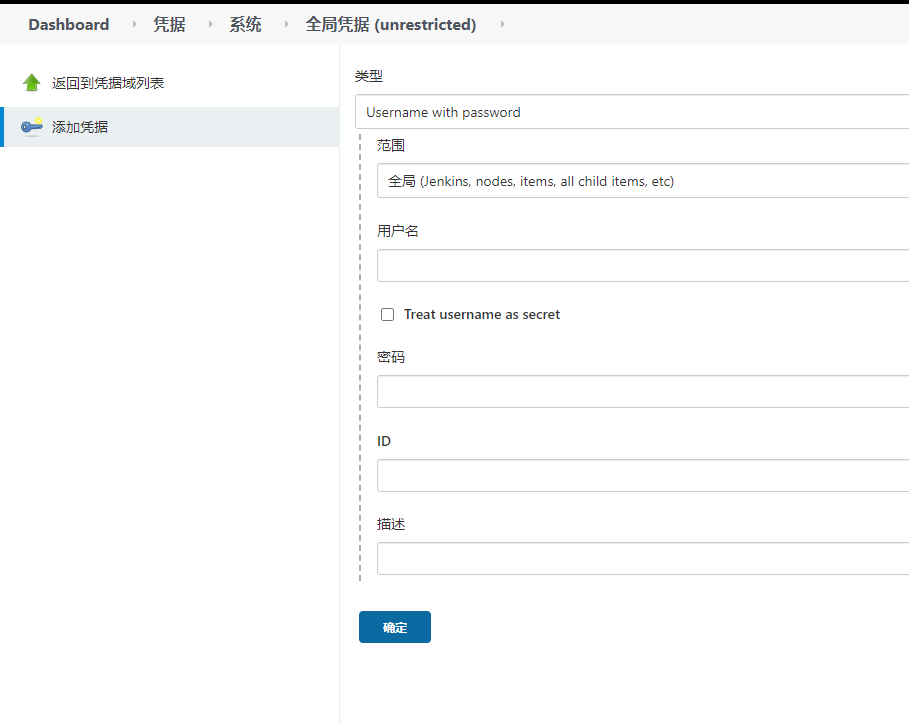 Dashboard 凭据 系统 全局凭据 (unrestricted)
返回到凭据域列表
添加凭据
类型
Username with password
范围
全局 (Jenkins, nodes, items, all child items, etc)
用户名
Treat username as secret
密码
ID
描述
确定